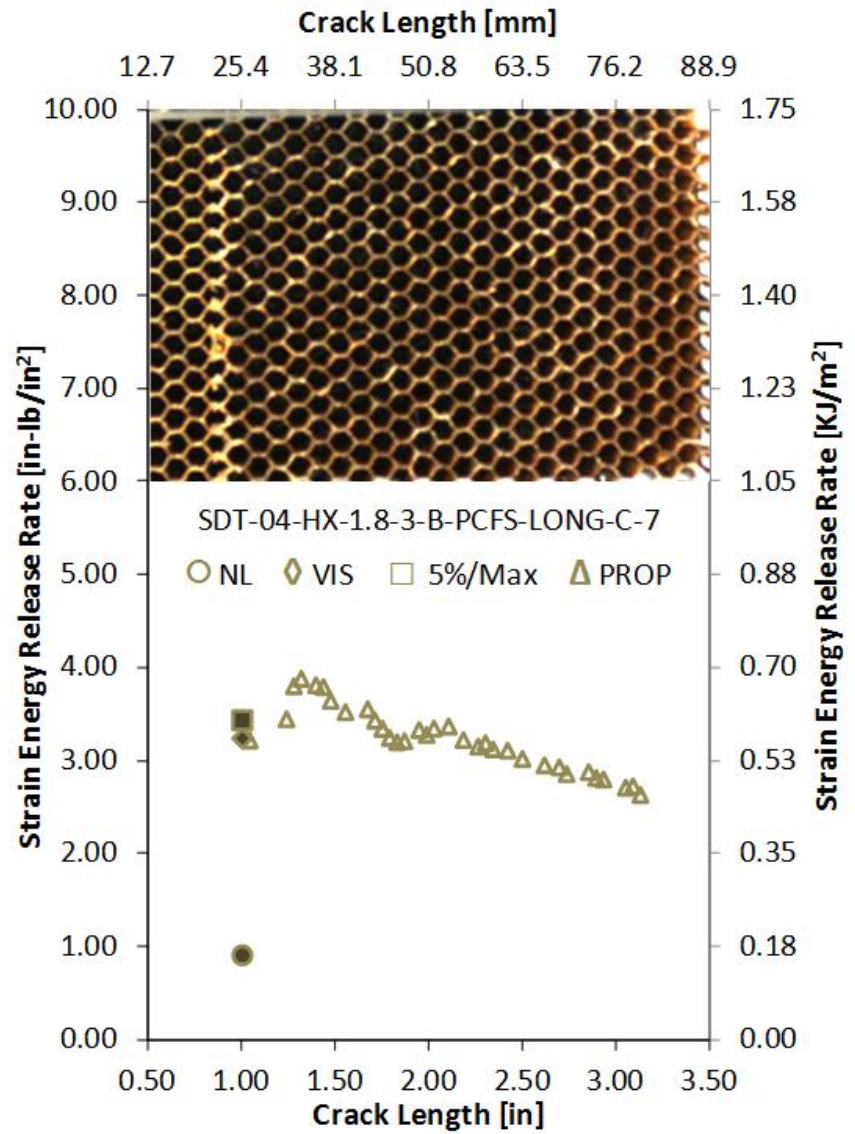 Crack Length [mm]
12.7 25.4 38.1 50.8 63.5 76.2 88.9
10.00 1.75
9.00 1.58
8.00 1.40
7.00 1.23
6.00 1.05
SDT-04-HX-1.8-3-B-PCFS-LONG-C-7
5.00 NL VIS 5%/Max PROP 0.88
4.00 0.70
3.00 0.53
2.00 0.35
1.00 0.18
0.00 0.00
Strain Energy Release Rate [in-lb/in²]
Strain Energy Release Rate [KJ/m²]
0.50 1.00 1.50 2.00 2.50 3.00 3.50
Crack Length [in]